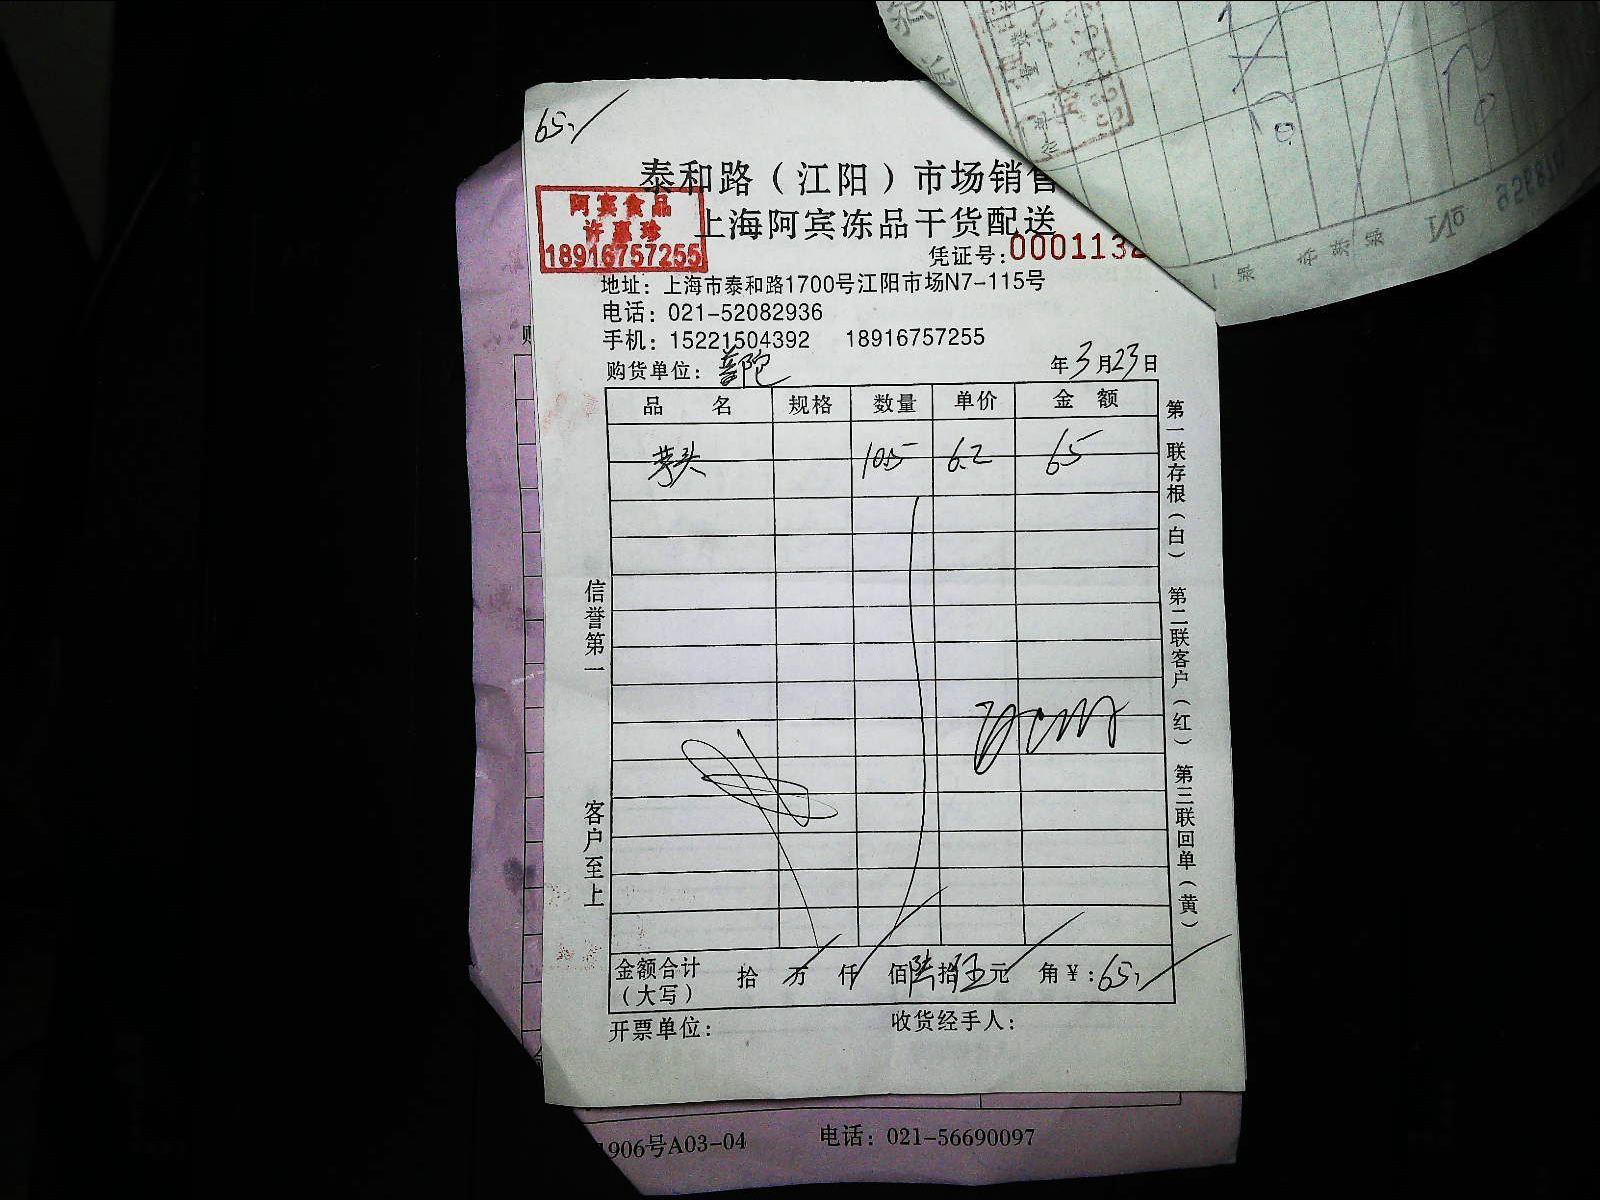 65,
泰和路（江阳）市场销售
阿宾食品
许惠珍
18916757255
上海阿宾冻品干货配送
凭证号:000113
地址：上海市泰和路1700号江阳市场N7-115号
电话：021-52082936
手机：15221504392 18916757255
购货单位：普陀 年3月23日
品 名 规格 数量 单价 金 额
芋头 10.5 6.2 65
信誉第一
客户至上
第一联存根（白） 第二联客户（红） 第三联回单（黄）
金额合计（大写） 拾 万 仟 佰陆拾伍元 角￥:65,
开票单位： 收货经手人：
1906号A03-04 电话：021-56690097